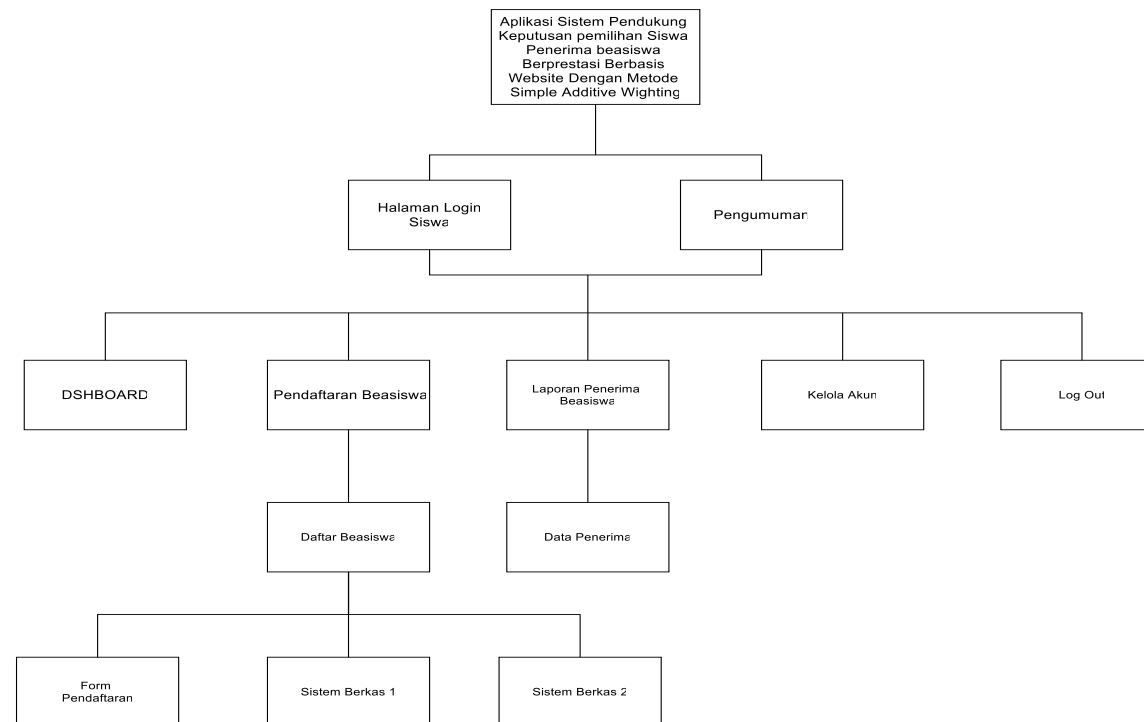 Aplikasi Sistem Pendukung
Keputusan pemilihan Siswa
Penerima beasiswa
Berprestasi Berbasis
Website Dengan Metode
Simple Additive Wighting
Halaman Login
Siswa
Pengumuman
DSHBOARD
Pendaftaran Beasiswa
Laporan Penerima
Beasiswa
Kelola Akun
Log Out
Daftar Beasiswa
Data Penerima
Form
Pendaftaran
Sistem Berkas 1
Sistem Berkas 2